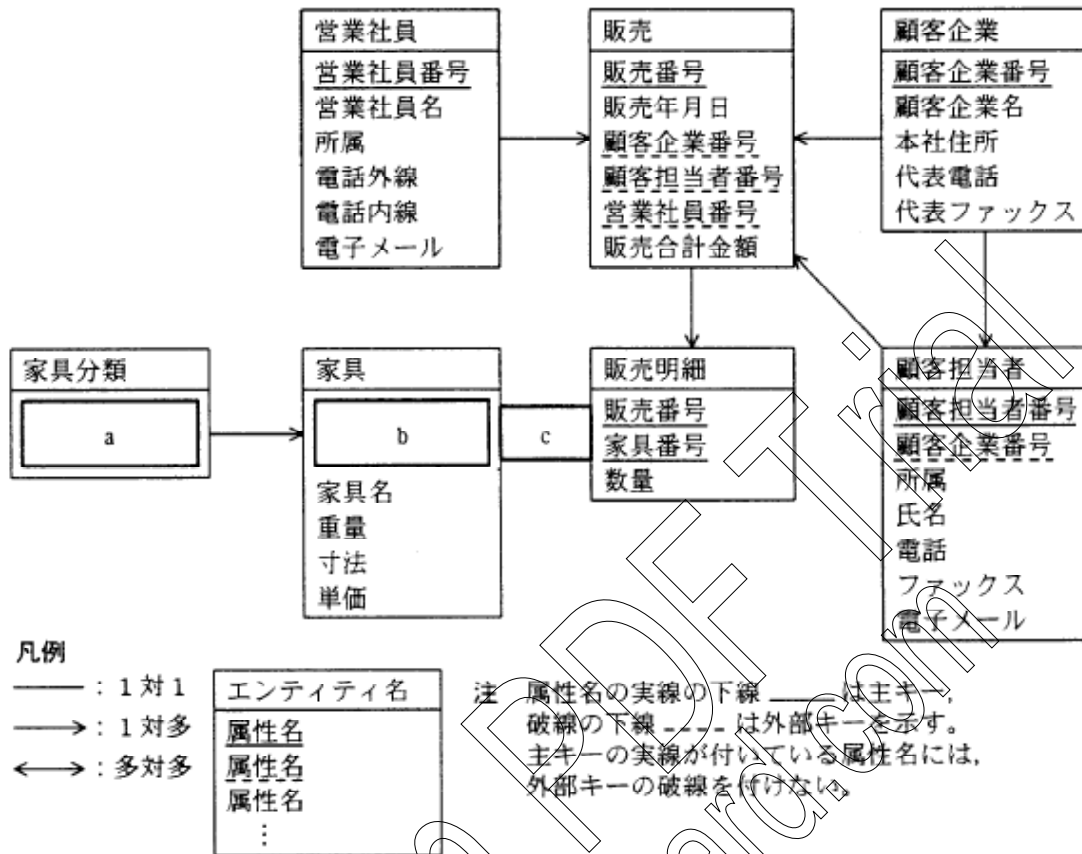 営業社員
営業社員番号
営業社員名
所属
電話外線
電話内線
電子メール
販売
販売番号
販売年月日
顧客企業番号
顧客担当者番号
営業社員番号
販売合計金額
顧客企業
顧客企業番号
顧客企業名
本社住所
代表電話
代表ファックス
家具分類
a
家具
b
家具名
重量
寸法
単価
c
販売明細
販売番号
家具番号
数量
顧客担当者
顧客担当者番号
顧客企業番号
所属
氏名
電話
ファックス
電子メール
凡例
：1対1
：1対多
：多対多
エンティティ名
属性名
属性名
属性名
⋮
注 属性名の実線の下線 は主キー，
破線の下線 は外部キーを示す。
主キーの実線が付いている属性名には，
外部キーの破線を付けない。
PDF Trial